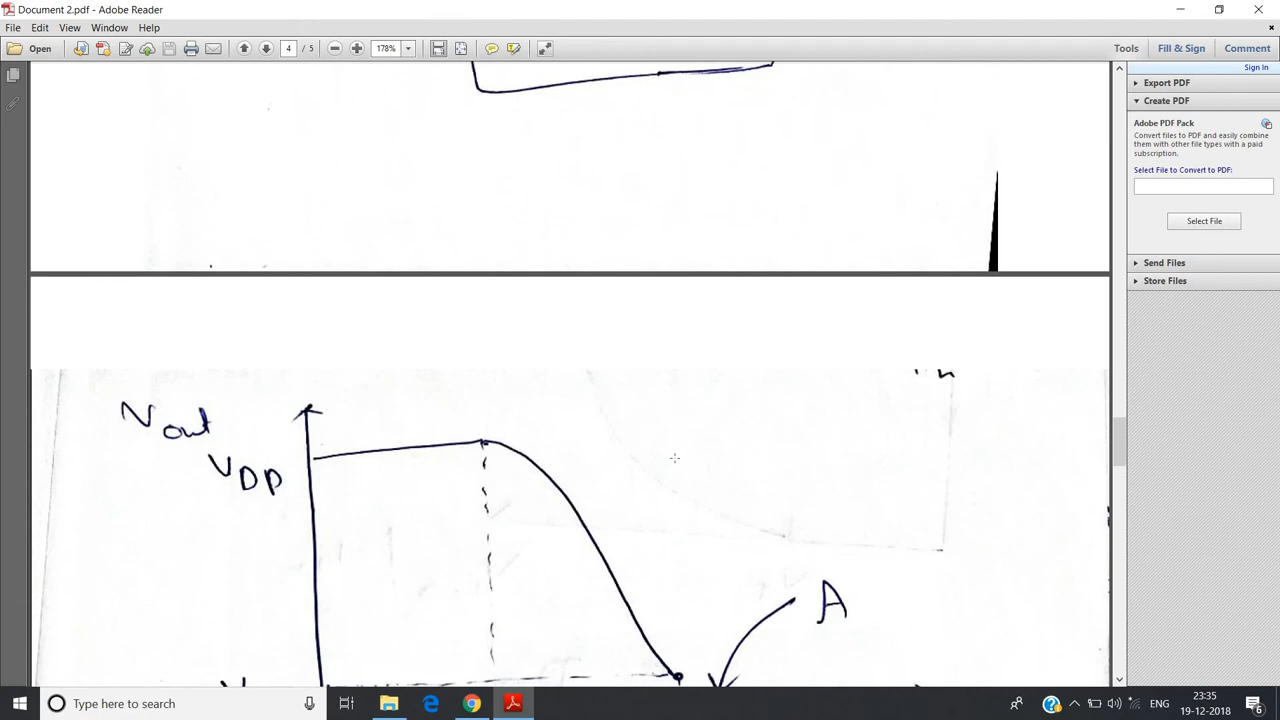 Document 2.pdf - Adobe Reader
File Edit View Window Help
Open 4 / 5 178% Tools Fill & Sign Comment
Sign In
Export PDF
Create PDF
Adobe PDF Pack
Convert files to PDF and easily combine
them with other file types with a paid
subscription.
Select File to Convert to PDF:
Select File
Send Files
Store Files
Vout
VDD
A
Type here to search
ENG
23:35
19-12-2018
6